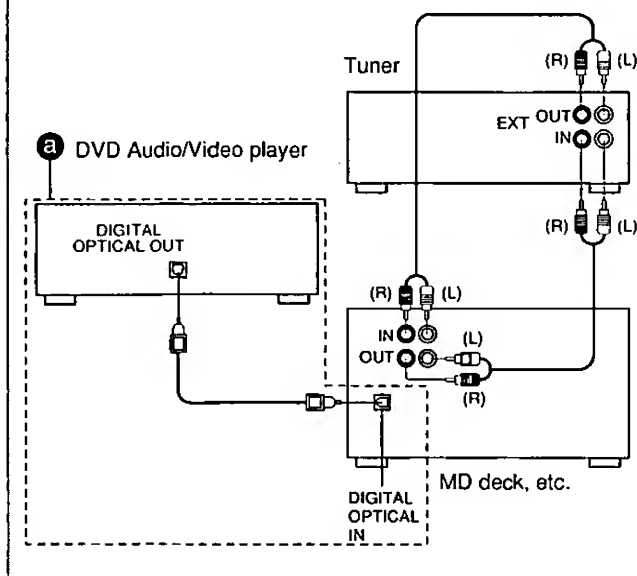 (R) (L)
Tuner
EXT OUT
IN
a DVD Audio/Video player
DIGITAL
OPTICAL OUT
(R) (L)
(R) (L)
IN
OUT
(L)
(R)
MD deck, etc.
DIGITAL
OPTICAL
IN